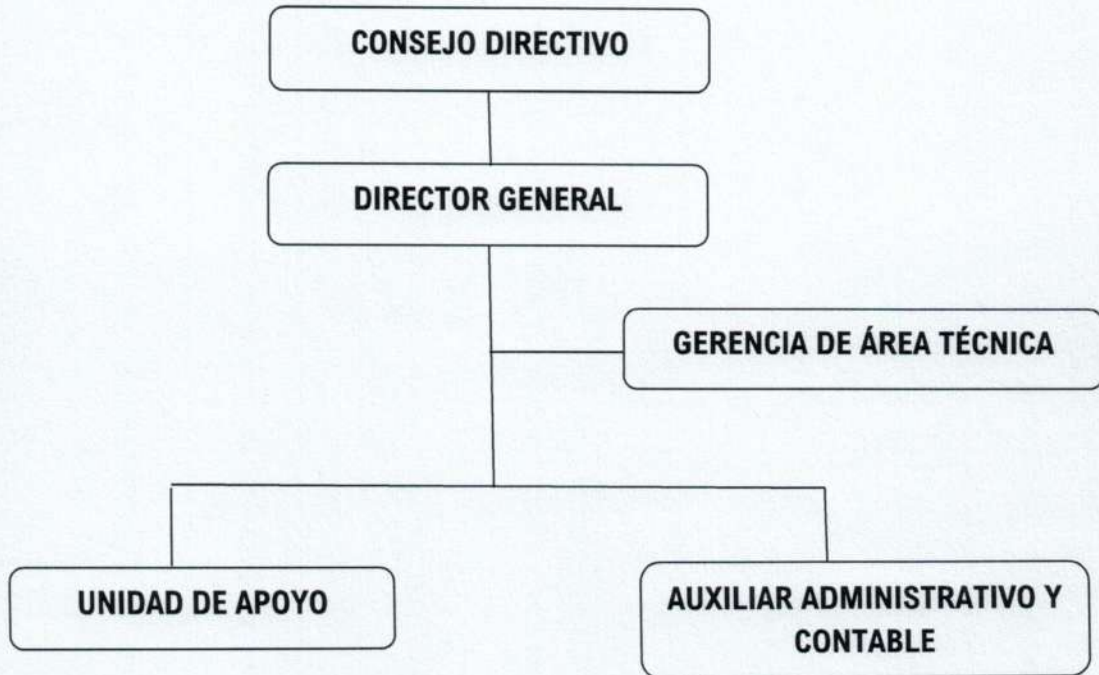 CONSEJO DIRECTIVO
DIRECTOR GENERAL
GERENCIA DE ÁREA TÉCNICA
UNIDAD DE APOYO
AUXILIAR ADMINISTRATIVO Y
CONTABLE